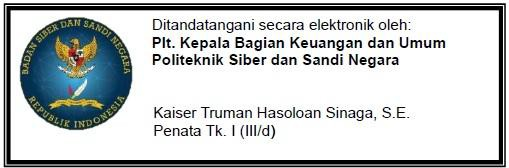 BADAN SIBER DAN SANDI NEGARA
REPUBLIK INDONESIA
Ditandatangani secara elektronik oleh:
Plt. Kepala Bagian Keuangan dan Umum
Politeknik Siber dan Sandi Negara
Kaiser Truman Hasoloan Sinaga, S.E.
Penata Tk. I (III/d)